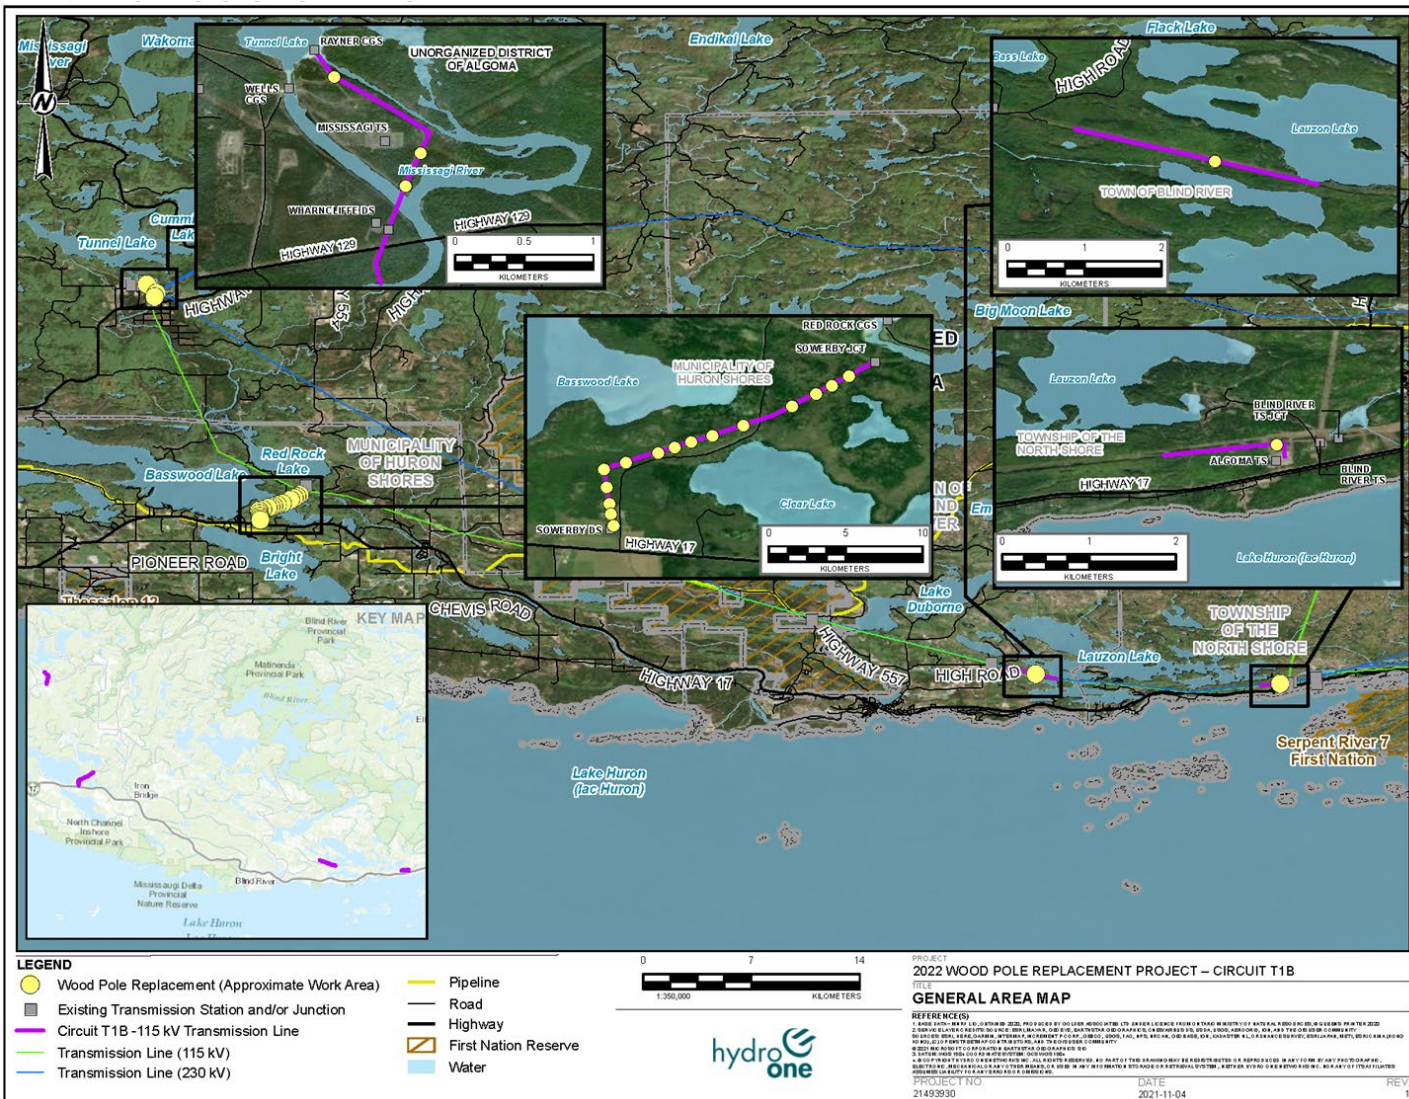 Mississagi
River
Wakoma
N
Tunnel Lake
RAYNER CGS
UNORGANIZED DISTRICT
OF ALGOMA
WELLS
CGS
MISSISAGI TS
Mississagi River
WHARNCLIFFE DS
HIGHWAY 129
HIGHWAY 129
0 0.5 1
KILOMETERS
Endikai Lake
Flack Lake
Bass Lake
HIGH ROAD
Lauzon Lake
TOWN OF BLIND RIVER
0 1 2
KILOMETERS
Tunnel Lake
Big Moon Lake
RED ROCK CGS
SOWERBY JCT
MUNICIPALITY OF
HURON SHORES
Basswood Lake
Clear Lake
SOWERBY DS
HIGHWAY 17
0 5 10
KILOMETERS
Lauzon Lake
BLIND RIVER
TS JCT
TOWNSHIP OF THE
NORTH SHORE
ALGOMA TS
BLIND
RIVER TS
HIGHWAY 17
Lake Huron (lac Huron)
0 1 2
KILOMETERS
MUNICIPALITY
OF HURON
SHORES
Red Rock
Lake
Basswood Lake
PIONEER ROAD
Bright
Lake
CHEVIS ROAD
HIGHWAY 17
HIGHWAY 557
Lake
Duborne
HIGH ROAD
Lauzon Lake
TOWNSHIP
OF THE
NORTH SHORE
Serpent River 7
First Nation
Lake Huron
(lac Huron)
KEY MAP
Blind River
Provincial
Park
Matinenda
Provincial Park
Blind River
Iron
Bridge
17
North Channel
Inshore
Provincial Park
Blind River
Mississaugi Delta
Provincial
Nature Reserve
Lake Huron
LEGEND
Wood Pole Replacement (Approximate Work Area)
Existing Transmission Station and/or Junction
Circuit T1B -115 kV Transmission Line
Transmission Line (115 kV)
Transmission Line (230 kV)
Pipeline
Road
Highway
First Nation Reserve
Water
0 7 14
1:350,000 KILOMETERS
hydro
one
PROJECT
2022 WOOD POLE REPLACEMENT PROJECT – CIRCUIT T1B
TITLE
GENERAL AREA MAP
REFERENCE(S)
PROJECT NO. DATE REV.
21493930 2021-11-04 1